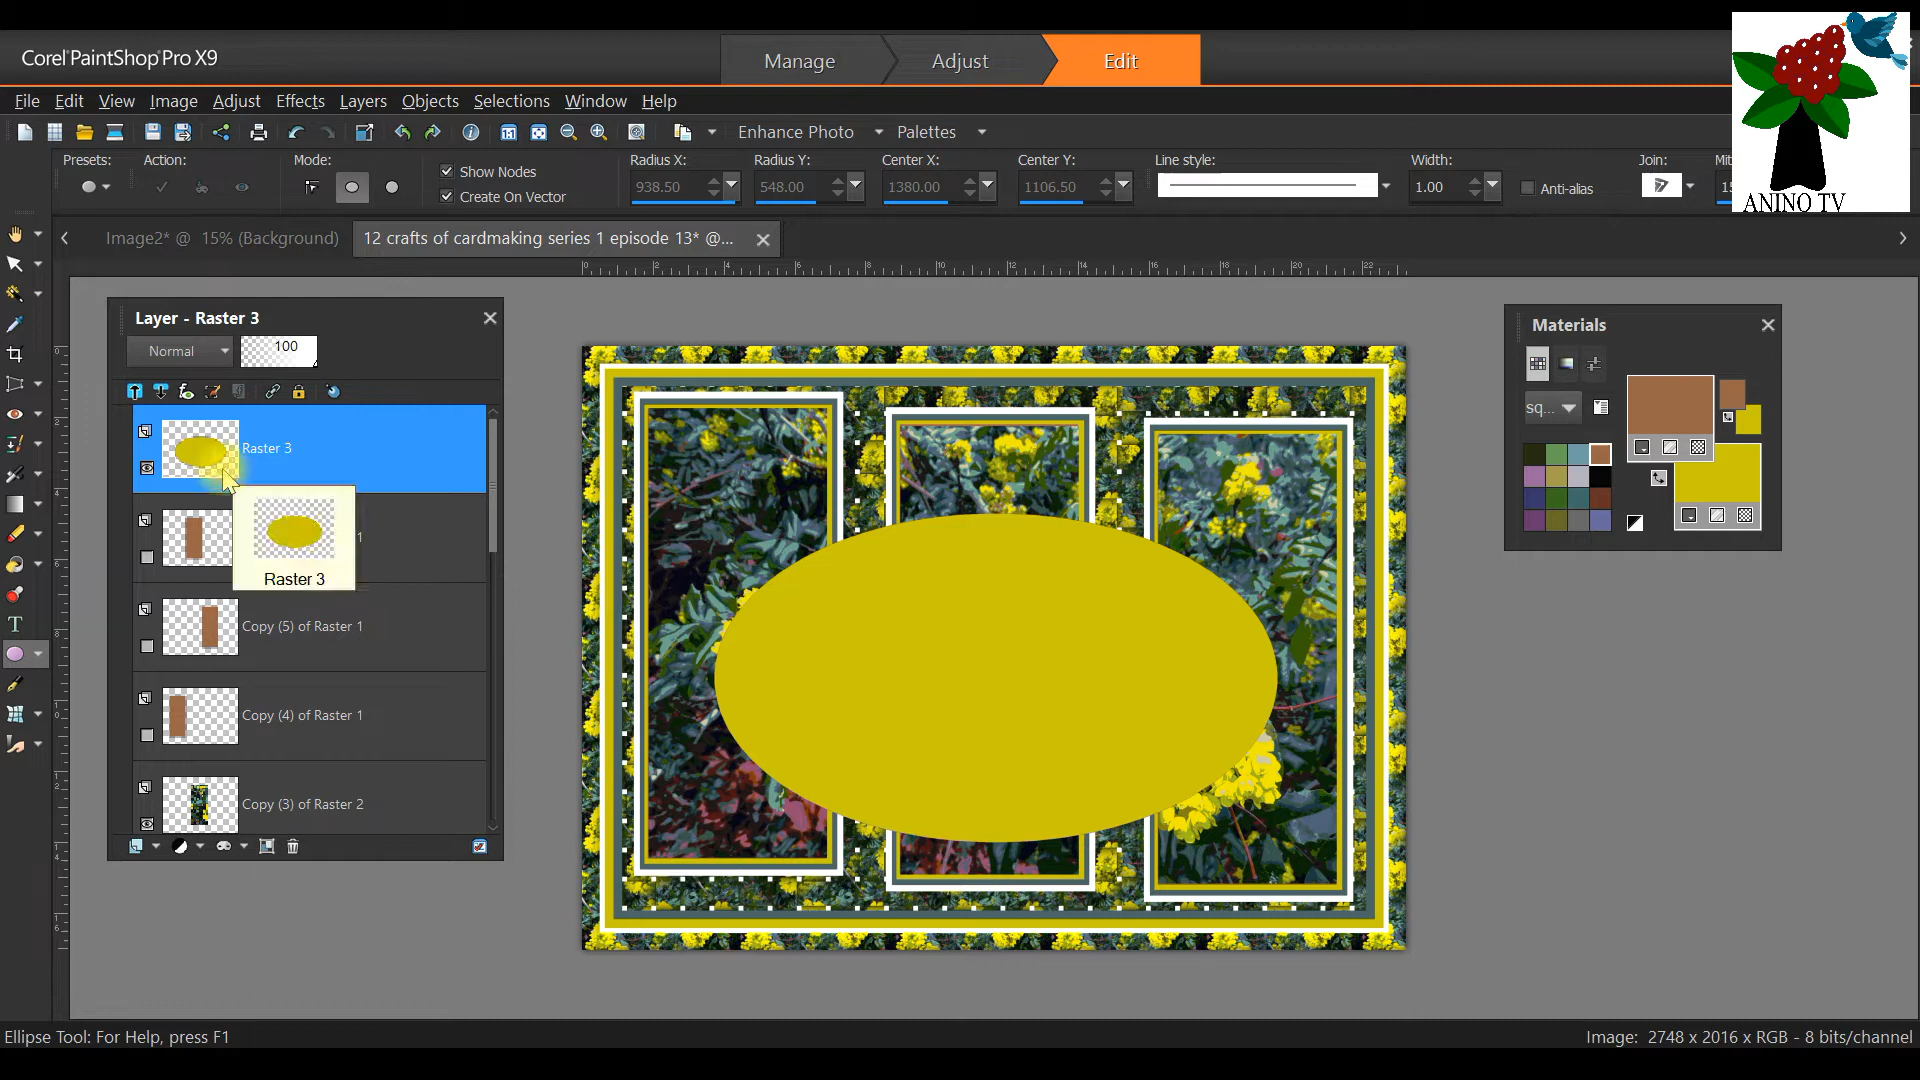 Corel PaintShop Pro X9
Manage
Adjust
Edit
File Edit View Image Adjust Effects Layers Objects Selections Window Help
Enhance Photo
Palettes
Presets:
Action:
Mode:
Show Nodes
Create On Vector
Radius X:
938.50
Radius Y:
548.00
Center X:
1380.00
Center Y:
1106.50
Line style:
Width:
1.00
Anti-alias
Join:
ANINO TV
Image2* @ 15% (Background)
12 crafts of cardmaking series 1 episode 13* @...
Layer - Raster 3
Normal
100
Raster 3
1
Raster 3
Copy (5) of Raster 1
Copy (4) of Raster 1
Copy (3) of Raster 2
Materials
sq...
Ellipse Tool: For Help, press F1
Image: 2748 x 2016 x RGB - 8 bits/channel